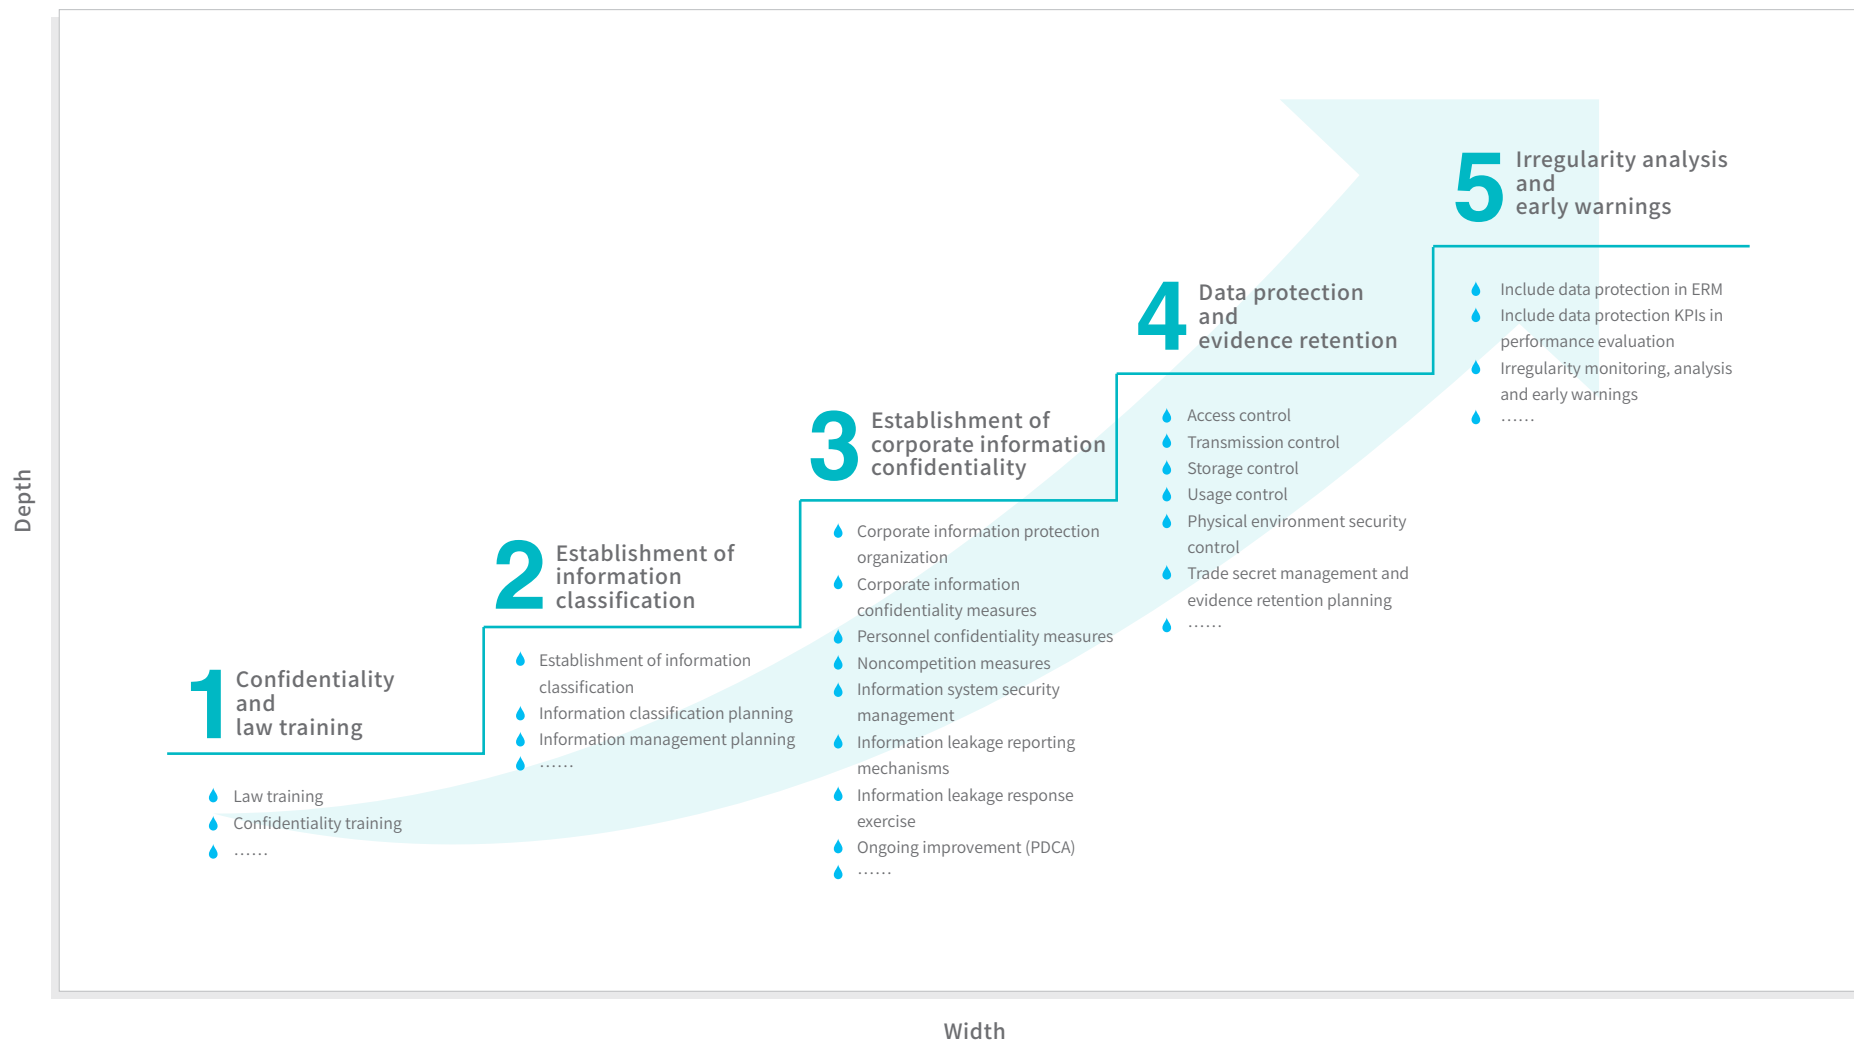 Depth
1
Confidentiality
and
law training
Law training
Confidentiality training
……
2
Establishment of
information
classification
Establishment of information
classification
Information classification planning
Information management planning
……
3
Establishment of
corporate information
confidentiality
Corporate information protection
organization
Corporate information
confidentiality measures
Personnel confidentiality measures
Noncompetition measures
Information system security
management
Information leakage reporting
mechanisms
Information leakage response
exercise
Ongoing improvement (PDCA)
……
4
Data protection
and
evidence retention
Access control
Transmission control
Storage control
Usage control
Physical environment security
control
Trade secret management and
evidence retention planning
……
5
Irregularity analysis
and
early warnings
Include data protection in ERM
Include data protection KPIs in
performance evaluation
Irregularity monitoring, analysis
and early warnings
……
Width